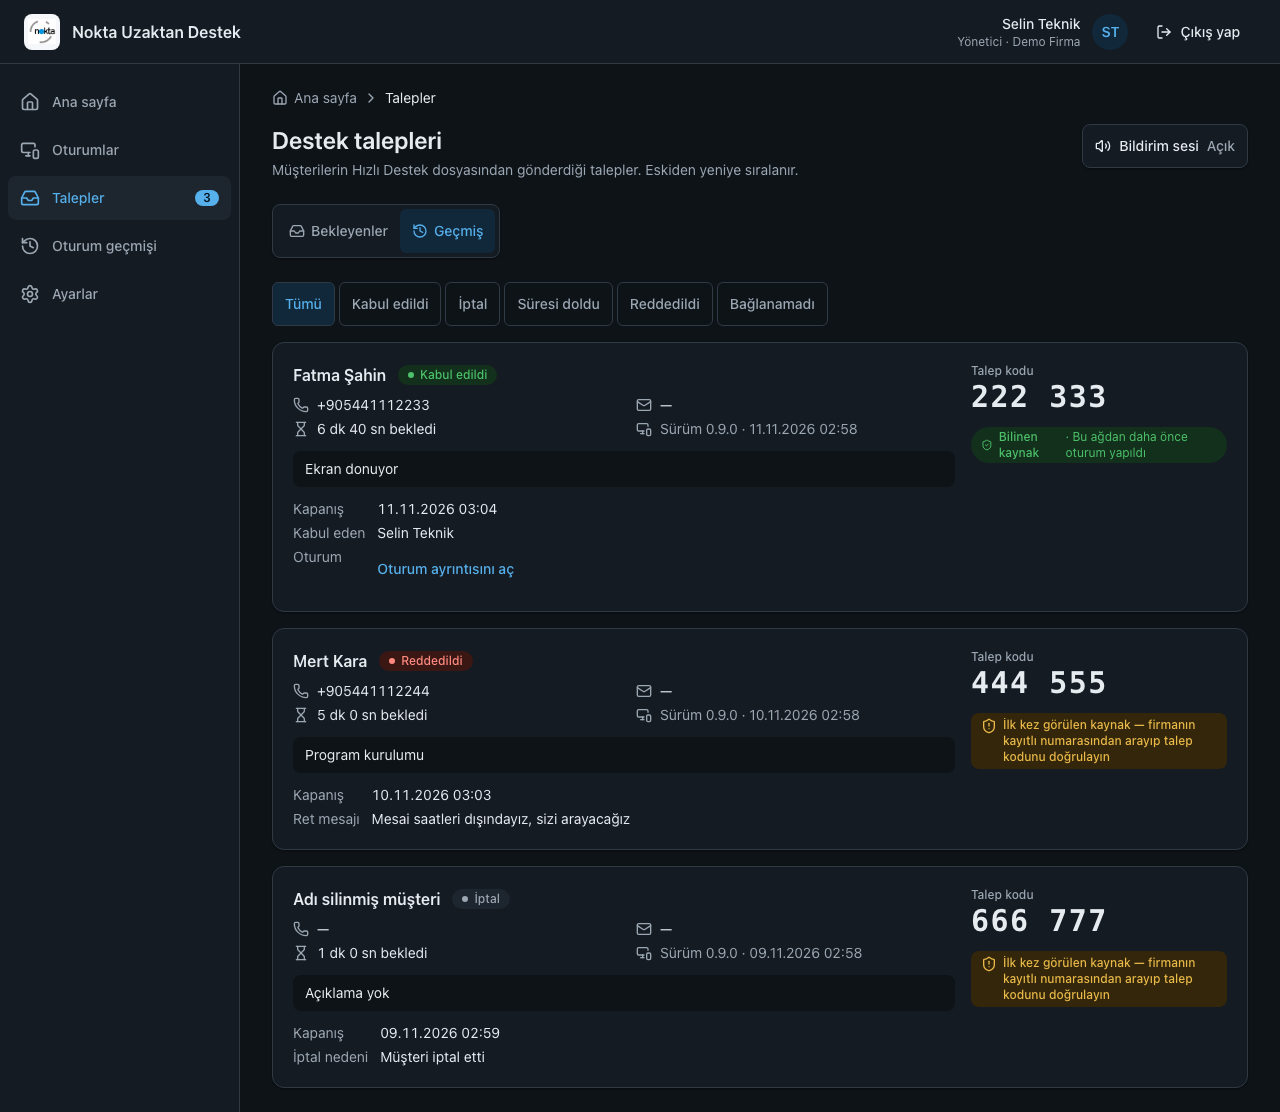 nokta
Nokta Uzaktan Destek
Selin Teknik
Yönetici · Demo Firma
ST
Çıkış yap
Ana sayfa
Oturumlar
Talepler
3
Oturum geçmişi
Ayarlar
Ana sayfa > Talepler
Destek talepleri
Müşterilerin Hızlı Destek dosyasından gönderdiği talepler. Eskiden yeniye sıralanır.
Bildirim sesi Açık
Bekleyenler
Geçmiş
Tümü
Kabul edildi
İptal
Süresi doldu
Reddedildi
Bağlanamadı
Fatma Şahin
Kabul edildi
+905441112233
—
6 dk 40 sn bekledi
Sürüm 0.9.0 · 11.11.2026 02:58
Ekran donuyor
Kapanış 11.11.2026 03:04
Kabul eden Selin Teknik
Oturum
Oturum ayrıntısını aç
Talep kodu
222 333
Bilinen kaynak · Bu ağdan daha önce oturum yapıldı
Mert Kara
Reddedildi
+905441112244
—
5 dk 0 sn bekledi
Sürüm 0.9.0 · 10.11.2026 02:58
Program kurulumu
Kapanış 10.11.2026 03:03
Ret mesajı Mesai saatleri dışındayız, sizi arayacağız
Talep kodu
444 555
İlk kez görülen kaynak — firmanın
kayıtlı numarasından arayıp talep
kodunu doğrulayın
Adı silinmiş müşteri
İptal
—
—
1 dk 0 sn bekledi
Sürüm 0.9.0 · 09.11.2026 02:58
Açıklama yok
Kapanış 09.11.2026 02:59
İptal nedeni Müşteri iptal etti
Talep kodu
666 777
İlk kez görülen kaynak — firmanın
kayıtlı numarasından arayıp talep
kodunu doğrulayın